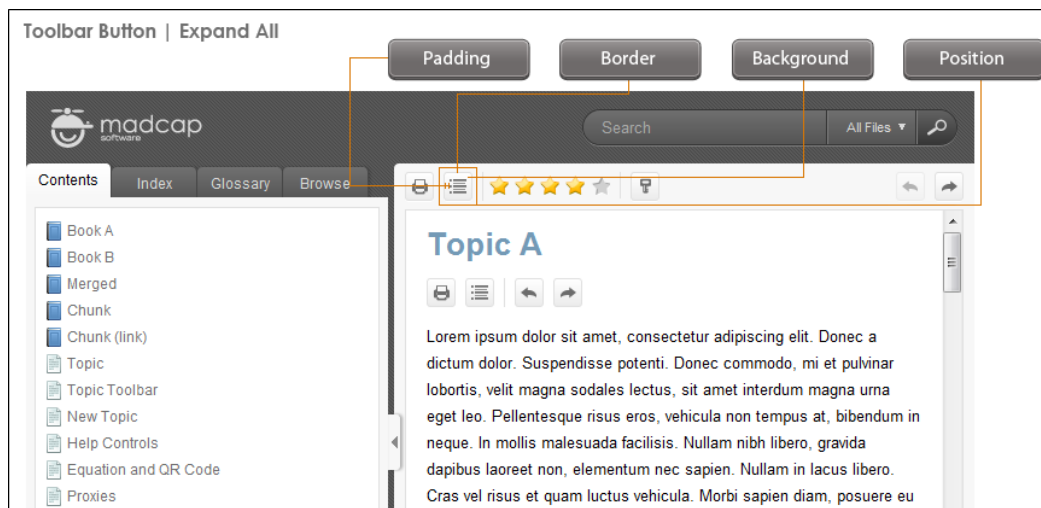 Toolbar Button | Expand All
Padding
Border
Background
Position
madcap
software
Search
All Files
Contents
Index
Glossary
Browse
Book A
Book B
Merged
Chunk
Chunk (link)
Topic
Topic Toolbar
New Topic
Help Controls
Equation and QR Code
Proxies
Topic A
Lorem ipsum dolor sit amet, consectetur adipiscing elit. Donec a
dictum dolor. Suspendisse potenti. Donec commodo, mi et pulvinar
lobortis, velit magna sodales lectus, sit amet interdum magna urna
eget leo. Pellentesque risus eros, vehicula non tempus at, bibendum in
neque. In mollis malesuada facilisis. Nullam nibh libero, gravida
dapibus laoreet non, elementum nec sapien. Nullam in lacus libero.
Cras vel risus et quam luctus vehicula. Morbi sapien diam, posuere eu